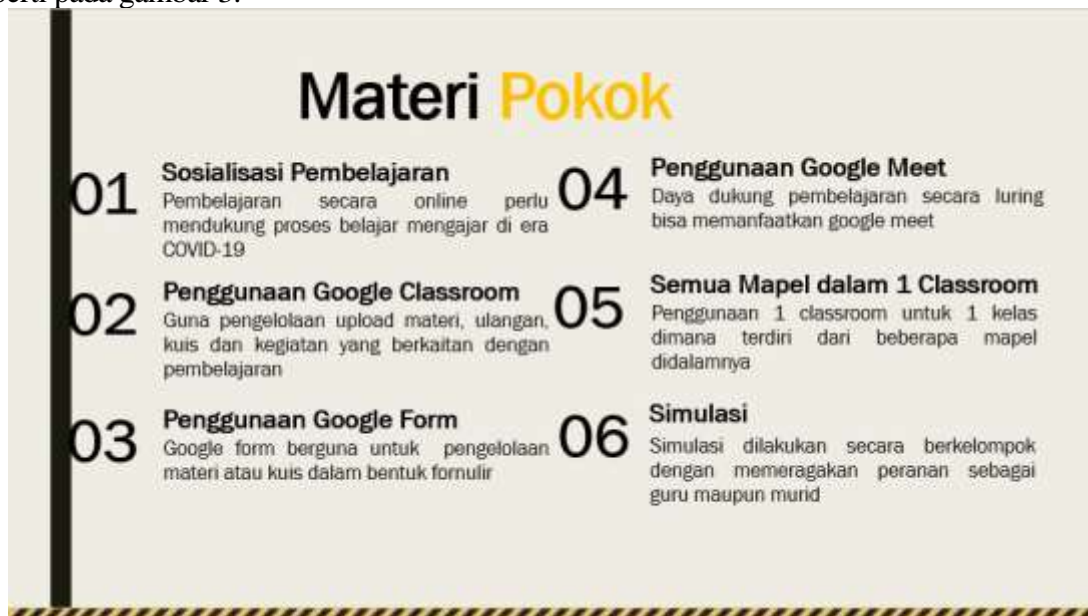 Materi Pokok
01
Sosialisasi Pembelajaran
Pembelajaran secara online perlu
mendukung proses belajar mengajar di era
COVID-19
02
Penggunaan Google Classroom
Guna pengelolaan upload materi, ulangan,
kuis dan kegiatan yang berkaitan dengan
pembelajaran
03
Penggunaan Google Form
Google form berguna untuk pengelolaan
materi atau kuis dalam bentuk fornulir
04
Penggunaan Google Meet
Daya dukung pembelajaran secara luring
bisa memanfaatkan google meet
05
Semua Mapel dalam 1 Classroom
Penggunaan 1 classroom untuk 1 kelas
dimana terdiri dari beberapa mapel
didalamnya
06
Simulasi
Simulasi dilakukan secara berkelompok
dengan memeragakan peranan sebagai
guru maupun murid